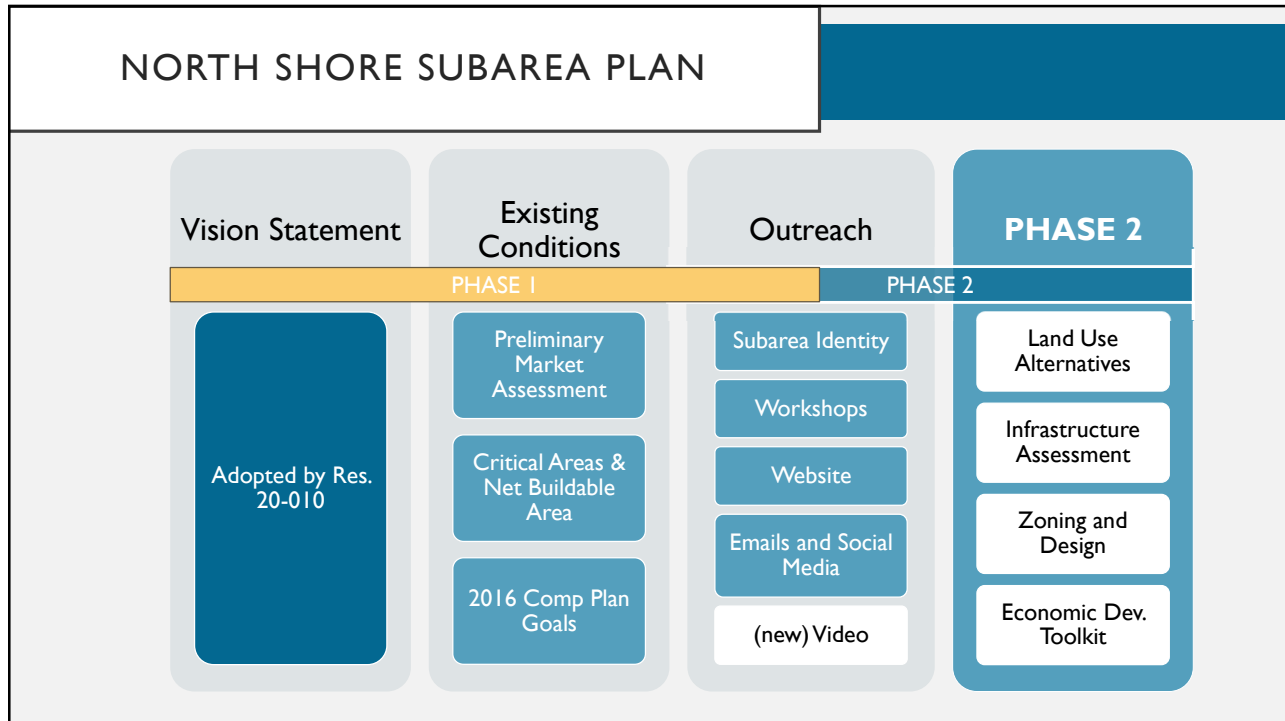 NORTH SHORE SUBAREA PLAN
Vision Statement
Existing
Conditions
Outreach
PHASE 2
PHASE 1
PHASE 2
Adopted by Res.
20-010
Preliminary
Market
Assessment
Critical Areas &
Net Buildable
Area
2016 Comp Plan
Goals
Subarea Identity
Workshops
Website
Emails and Social
Media
(new) Video
Land Use
Alternatives
Infrastructure
Assessment
Zoning and
Design
Economic Dev.
Toolkit